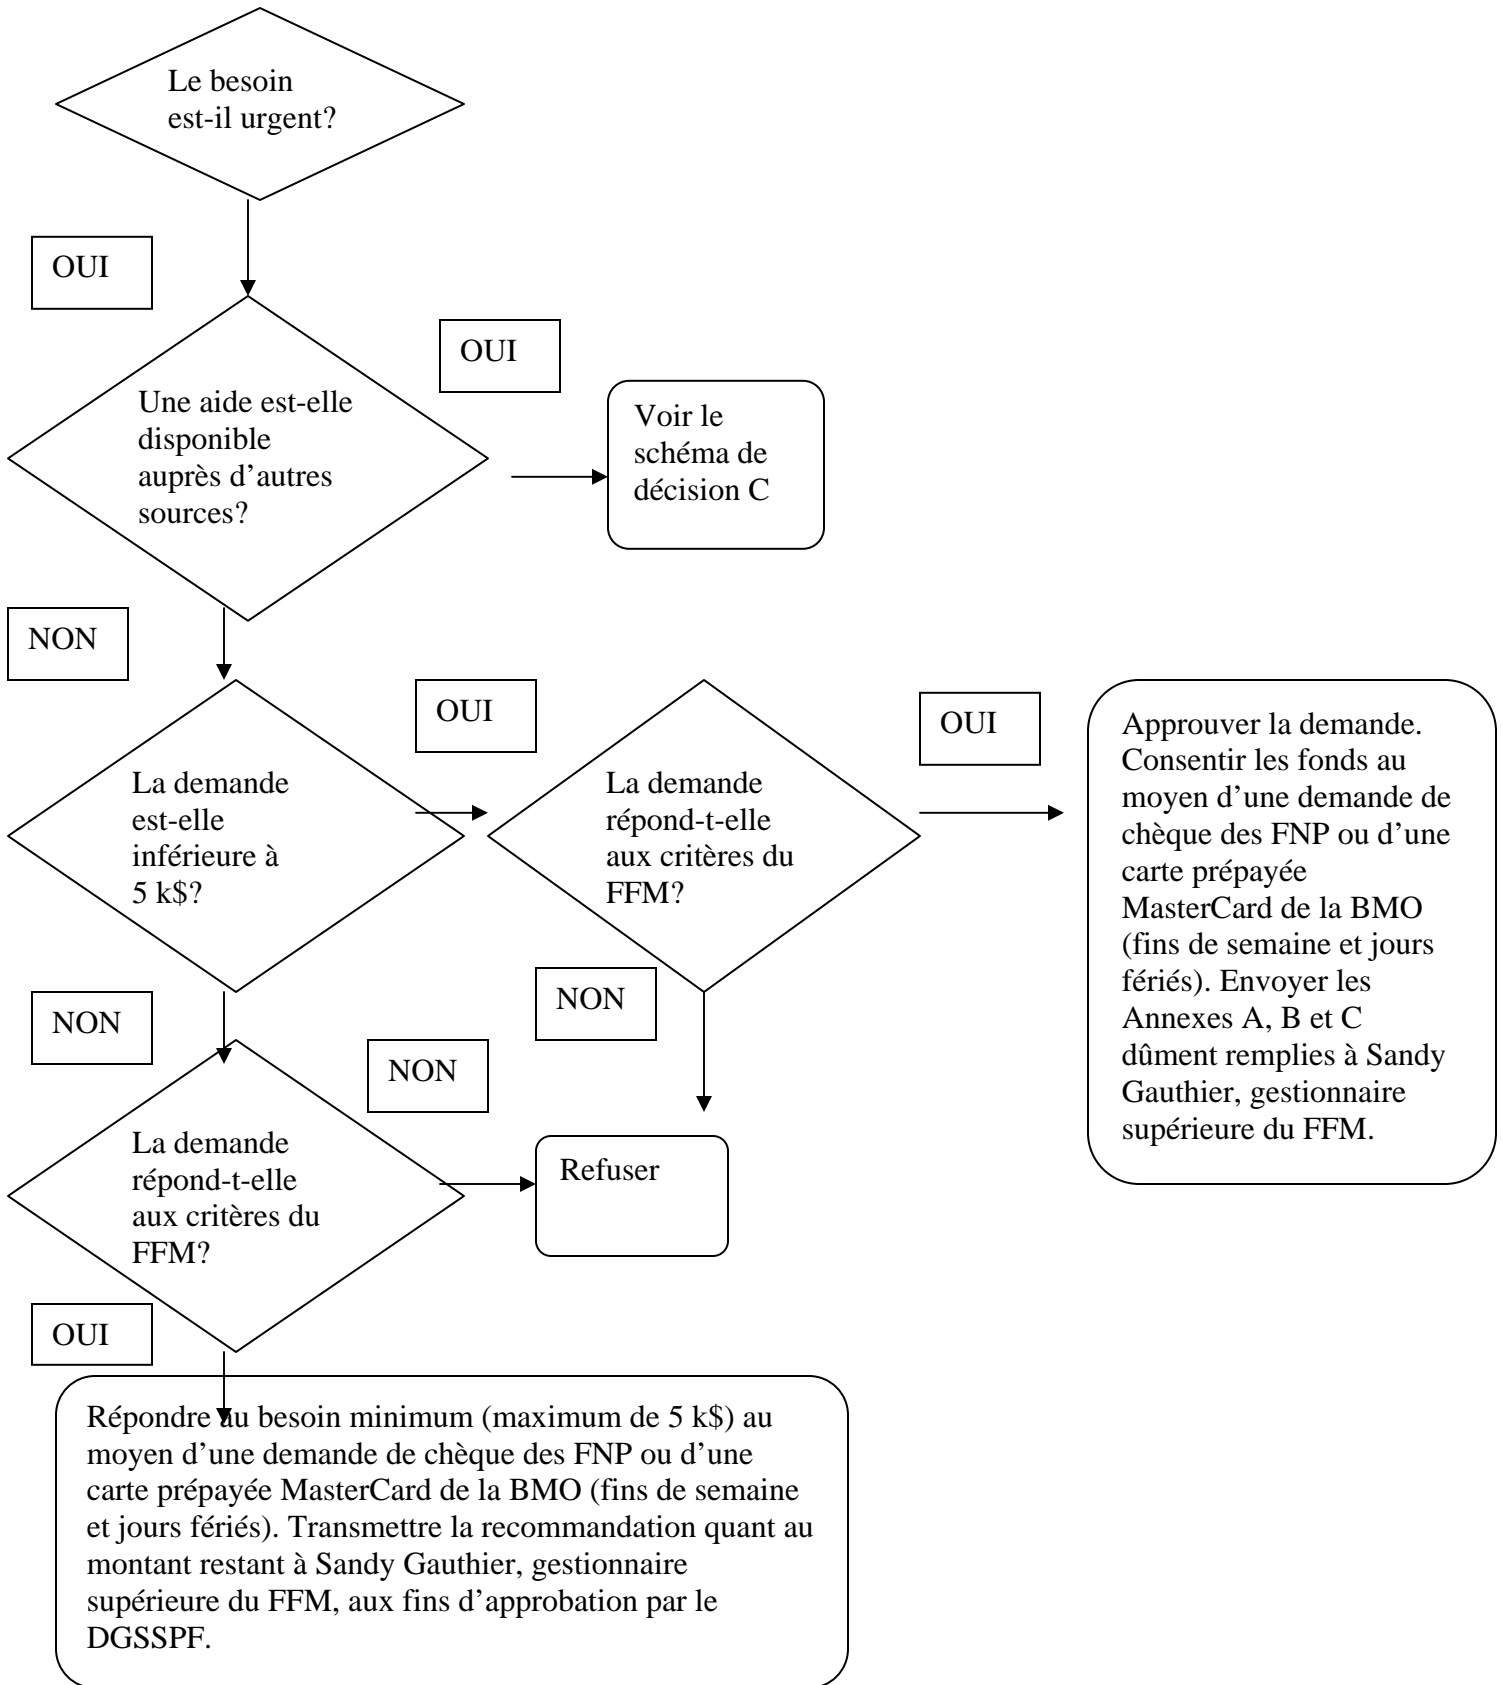 Le besoin
est-il urgent?
OUI
OUI
Une aide est-elle
disponible
auprès d'autres
sources?
Voir le
schéma de
décision C
NON
OUI
OUI
La demande
est-elle
inférieure à
5 k$?
La demande
répond-t-elle
aux critères du
FFM?
Approuver la demande.
Consentir les fonds au
moyen d'une demande de
chèque des FNP ou d'une
carte prépayée
MasterCard de la BMO
(fins de semaine et jours
fériés). Envoyer les
Annexes A, B et C
dûment remplies à Sandy
Gauthier, gestionnaire
supérieure du FFM.
NON
NON
NON
La demande
répond-t-elle
aux critères du
FFM?
Refuser
OUI
Répondre au besoin minimum (maximum de 5 k$) au
moyen d'une demande de chèque des FNP ou d'une
carte prépayée MasterCard de la BMO (fins de semaine
et jours fériés). Transmettre la recommandation quant au
montant restant à Sandy Gauthier, gestionnaire
supérieure du FFM, aux fins d'approbation par le
DGSSPF.